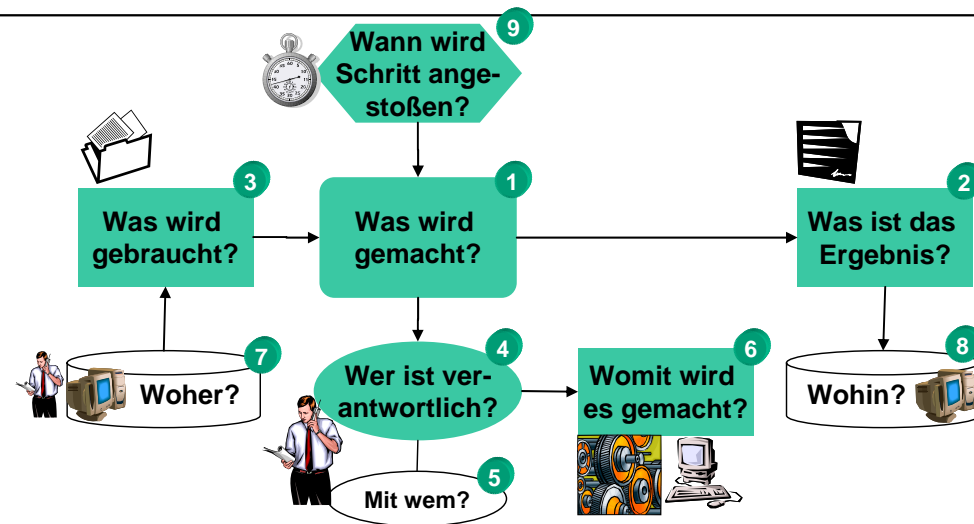 9
Wann wird
Schritt ange-
stoßen?
3
Was wird
gebraucht?
1
Was wird
gemacht?
2
Was ist das
Ergebnis?
7
Woher?
4
Wer ist ver-
antwortlich?
6
Womit wird
es gemacht?
8
Wohin?
5
Mit wem?